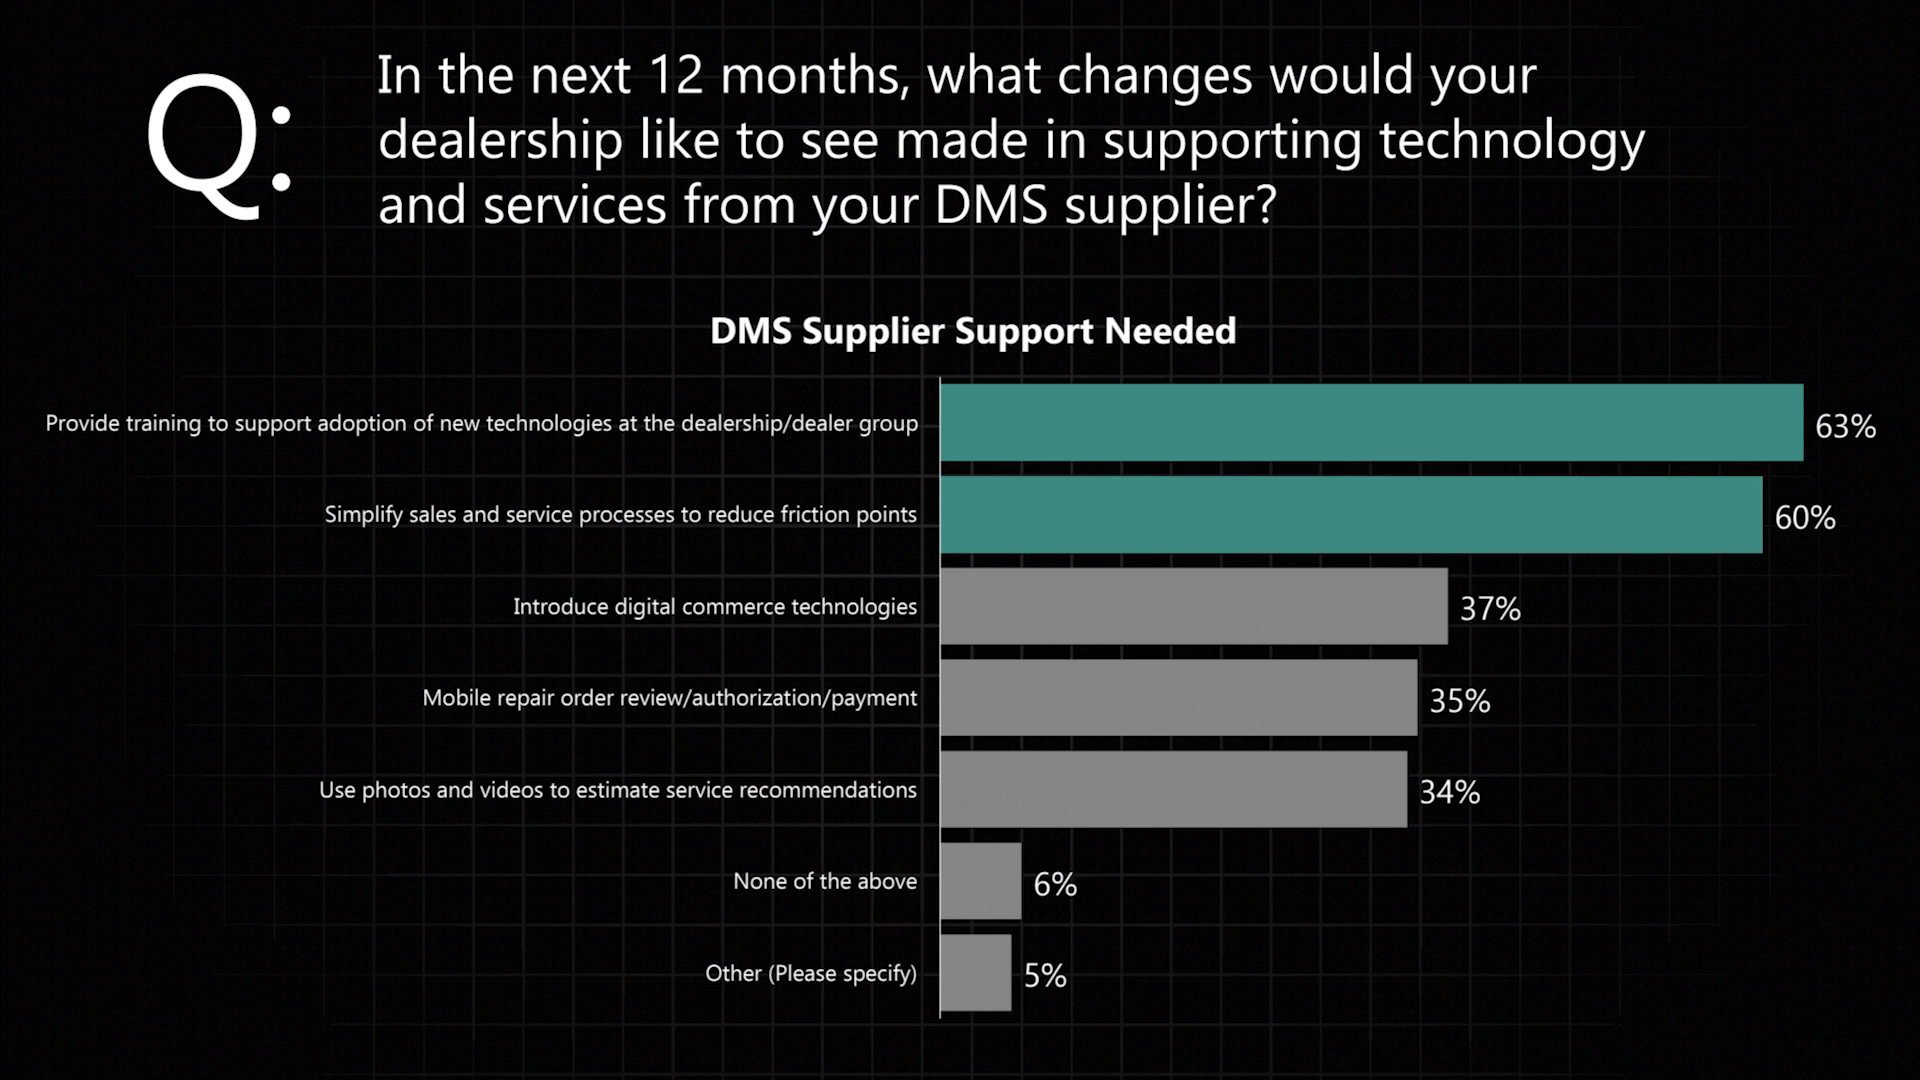 Q:
In the next 12 months, what changes would your
dealership like to see made in supporting technology
and services from your DMS supplier?
DMS Supplier Support Needed
Provide training to support adoption of new technologies at the dealership/dealer group 63%
Simplify sales and service processes to reduce friction points 60%
Introduce digital commerce technologies 37%
Mobile repair order review/authorization/payment 35%
Use photos and videos to estimate service recommendations 34%
None of the above 6%
Other (Please specify) 5%